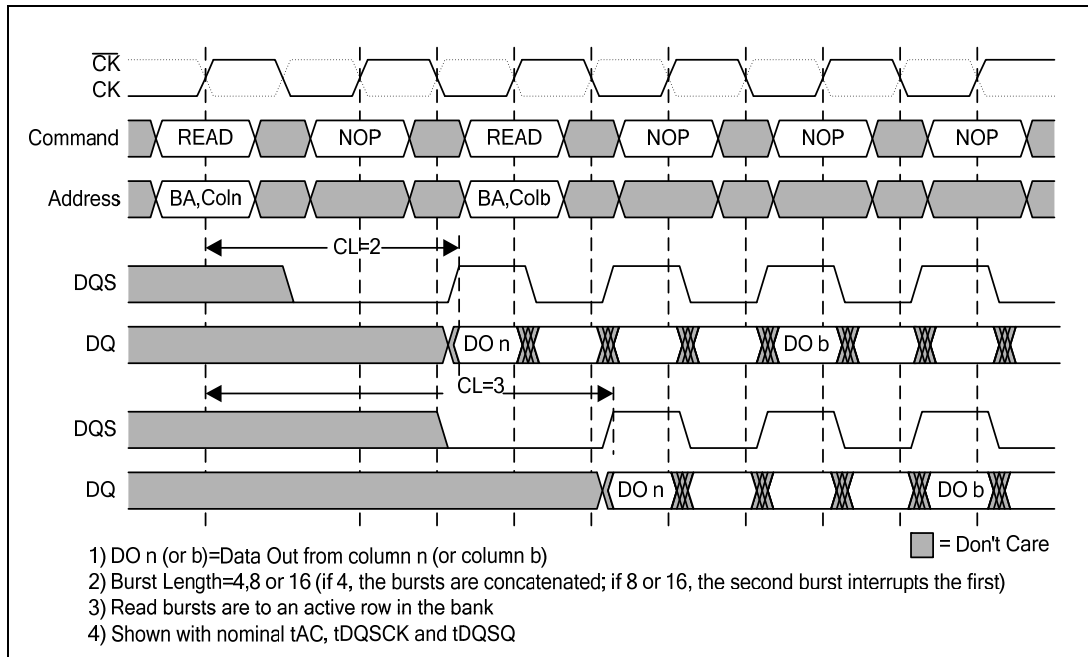 CK
CK
Command READ NOP READ NOP NOP NOP
Address BA,Coln BA,Colb
CL=2
DQS
DQ DO n DO b
CL=3
DQS
DQ DO n DO b
= Don't Care
1) DO n (or b)=Data Out from column n (or column b)
2) Burst Length=4,8 or 16 (if 4, the bursts are concatenated; if 8 or 16, the second burst interrupts the first)
3) Read bursts are to an active row in the bank
4) Shown with nominal tAC, tDQSCK and tDQSQ